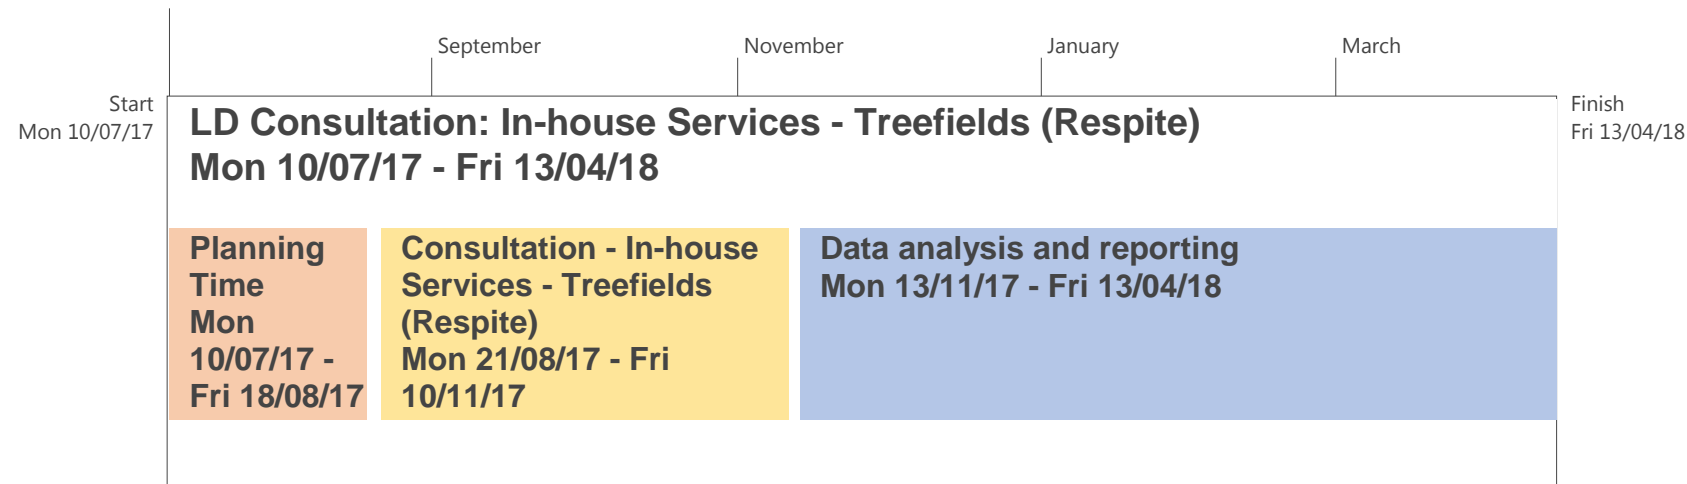 September
November
January
March
Start
Mon 10/07/17
Finish
Fri 13/04/18
LD Consultation: In-house Services - Treefields (Respite)
Mon 10/07/17 - Fri 13/04/18
Planning
Time
Mon
10/07/17 -
Fri 18/08/17
Consultation - In-house
Services - Treefields
(Respite)
Mon 21/08/17 - Fri
10/11/17
Data analysis and reporting
Mon 13/11/17 - Fri 13/04/18